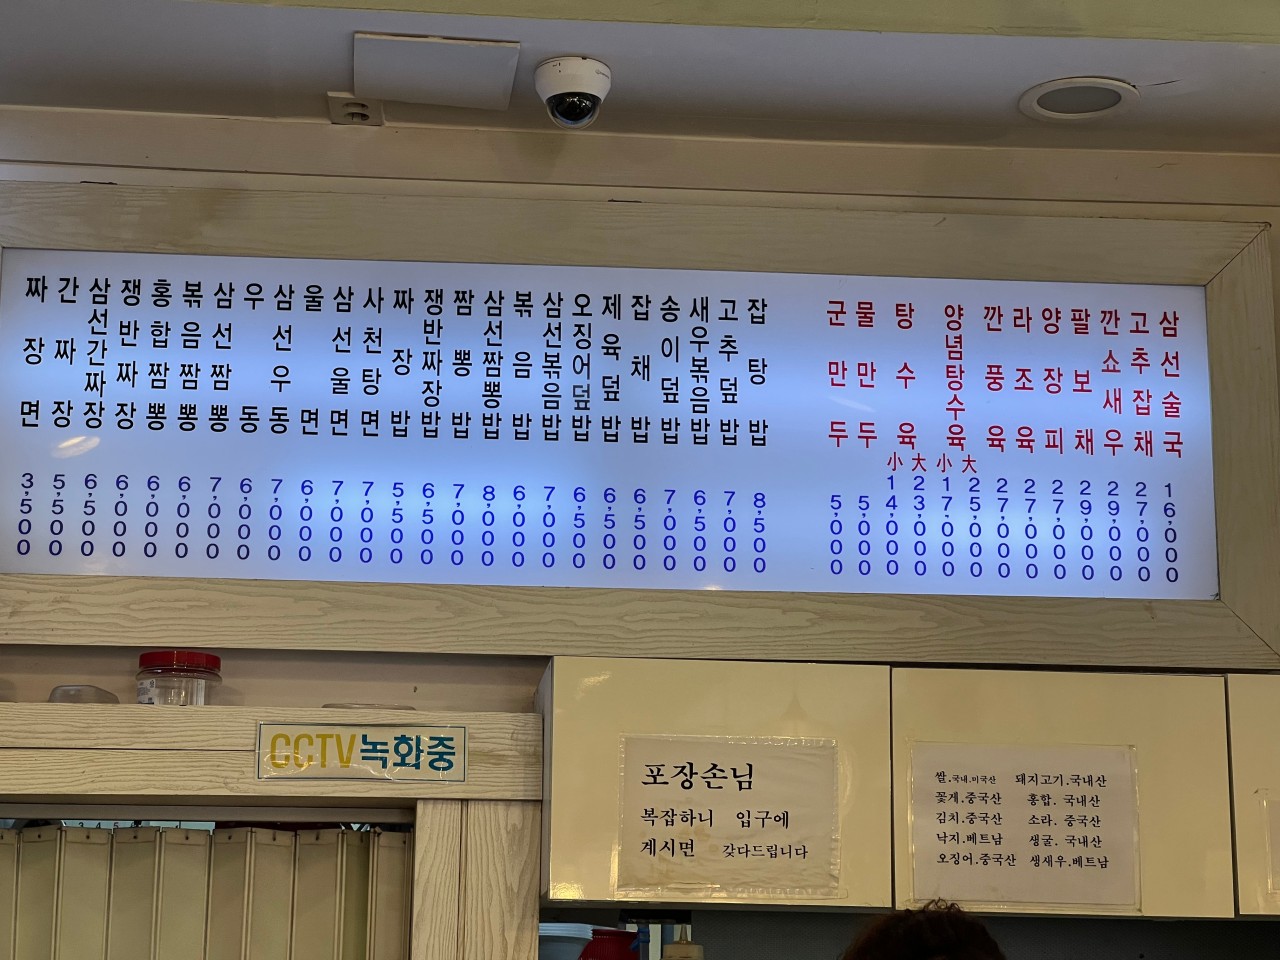 짜장면 3,500
간짜장 5,500
삼선간짜장 6,500
쟁반짜장 6,000
홍합짬뽕 6,000
볶음짬뽕 6,000
삼선짬뽕 7,000
우동 6,000
삼선우동 7,000
울면 6,000
삼선울면 7,000
사천탕면 7,000
짜장밥 5,500
쟁반짜장밥 6,500
짬뽕밥 7,000
삼선짬뽕밥 8,000
볶음밥 6,000
삼선볶음밥 7,000
오징어덮밥 6,500
제육덮밥 6,500
잡채밥 6,500
송이덮밥 7,000
새우볶음밥 6,500
고추덮밥 7,000
잡탕밥 8,500
군만두 5,000
물만두 5,000
탕수육 小 14,000 大 23,000
양념탕수육 小 17,000 大 25,000
깐풍육 27,000
라조육 27,000
양장피 27,000
팔보채 29,000
깐쇼새우 29,000
고추잡채 27,000
삼선술국 16,000
CCTV녹화중
포장손님
복잡하니 입구에
계시면 갖다드립니다
쌀.국내.미국산 돼지고기.국내산
꽃게.중국산 홍합. 국내산
김치.중국산 소라. 중국산
낙지.베트남 생굴. 국내산
오징어.중국산 생새우.베트남